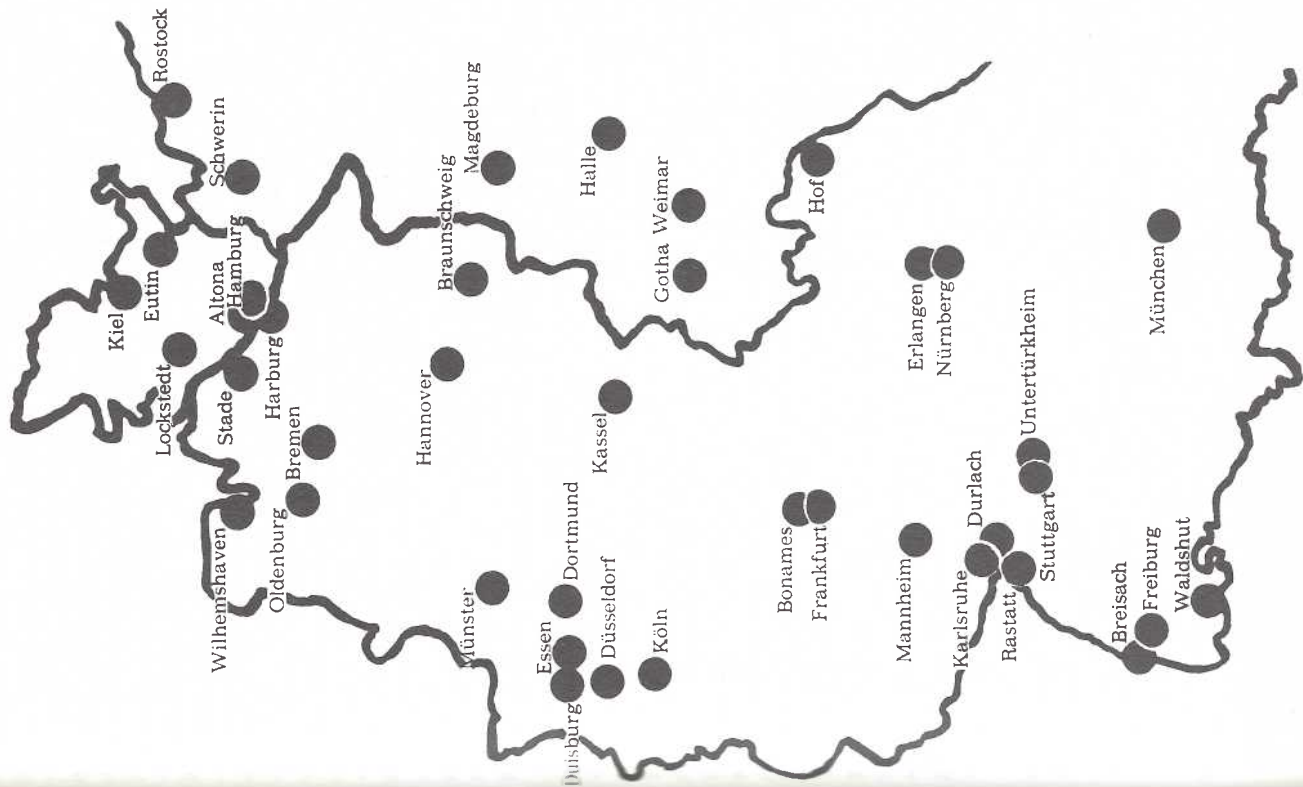 Rostock
Schwerin
Kiel
Eutin
Altona
Hamburg
Lockstedt
Stade
Harburg
Bremen
Wilhemshaven
Oldenburg
Magdeburg
Braunschweig
Hannover
Halle
Weimar
Gotha
Kassel
Münster
Dortmund
Essen
Duisburg
Düsseldorf
Köln
Hof
Bonames
Frankfurt
Erlangen
Nürnberg
Mannheim
Durlach
Karlsruhe
Rastatt
Stuttgart
Untertürkheim
München
Breisach
Freiburg
Waldshut